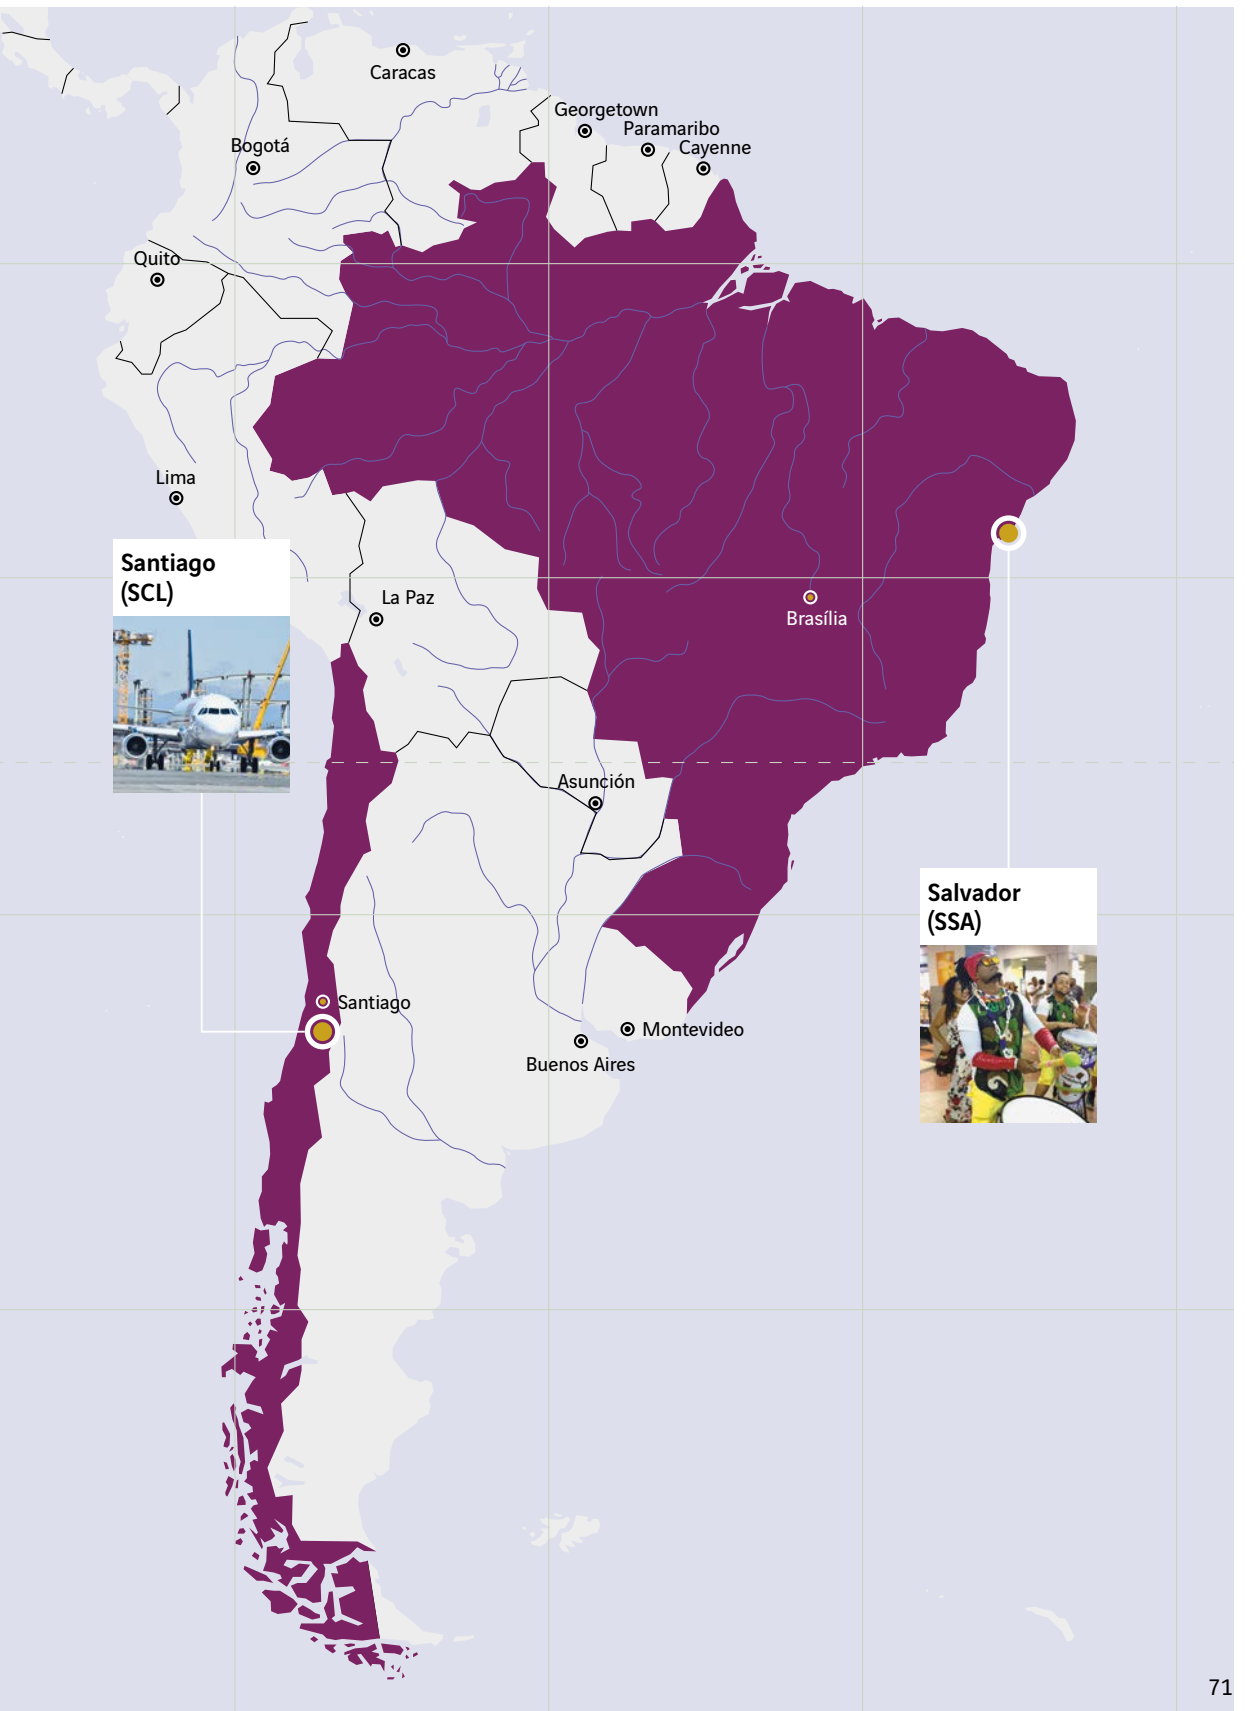 Caracas
Georgetown
Paramaribo
Cayenne
Bogotá
Quito
Lima
Santiago
(SCL)
La Paz
Brasília
Asunción
Salvador
(SSA)
Santiago
Montevideo
Buenos Aires
71